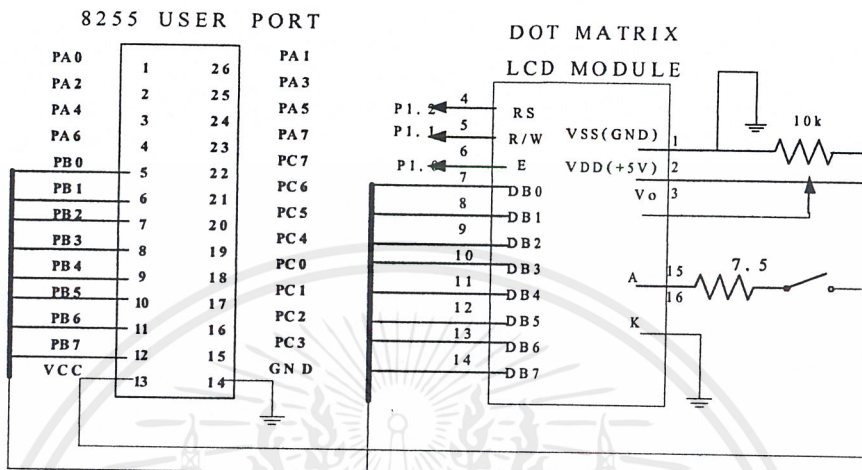 8255 USER PORT
PA0 1 26 PA1
PA2 2 25 PA3
PA4 3 24 PA5
PA6 4 23 PA7
PB0 5 22 PC7
PB1 6 21 PC6
PB2 7 20 PC5
PB3 8 19 PC4
PB4 9 18 PC0
PB5 10 17 PC1
PB6 11 16 PC2
PB7 12 15 PC3
VCC 13 14 GND
DOT MATRIX
LCD MODULE
P1.2 4 RS
P1.1 5 R/W
P1. 6 E
7 DB0
8 DB1
9 DB2
10 DB3
11 DB4
12 DB5
13 DB6
14 DB7
VSS(GND) 1
VDD(+5V) 2
Vo 3
10k
A 15
7.5
16
K